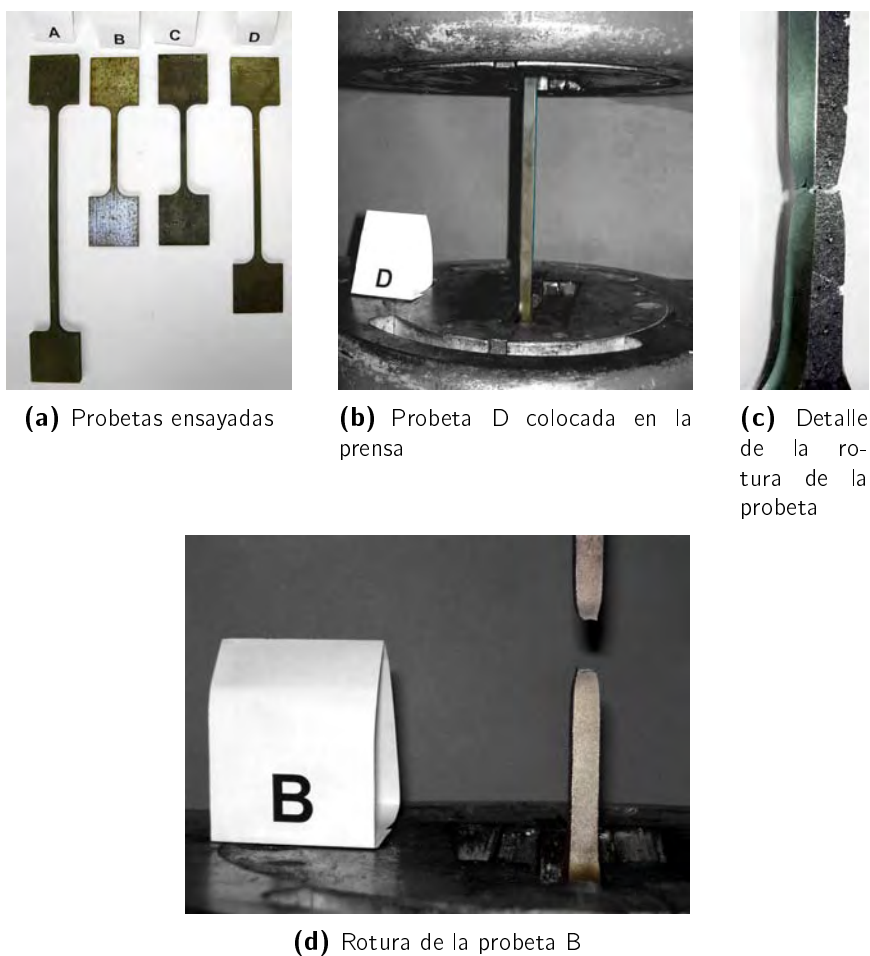 A
B
C
D
(a) Probetas ensayadas
D
(b) Probeta D colocada en la
prensa
(c) Detalle
de la ro-
tura de la
probeta
B
(d) Rotura de la probeta B